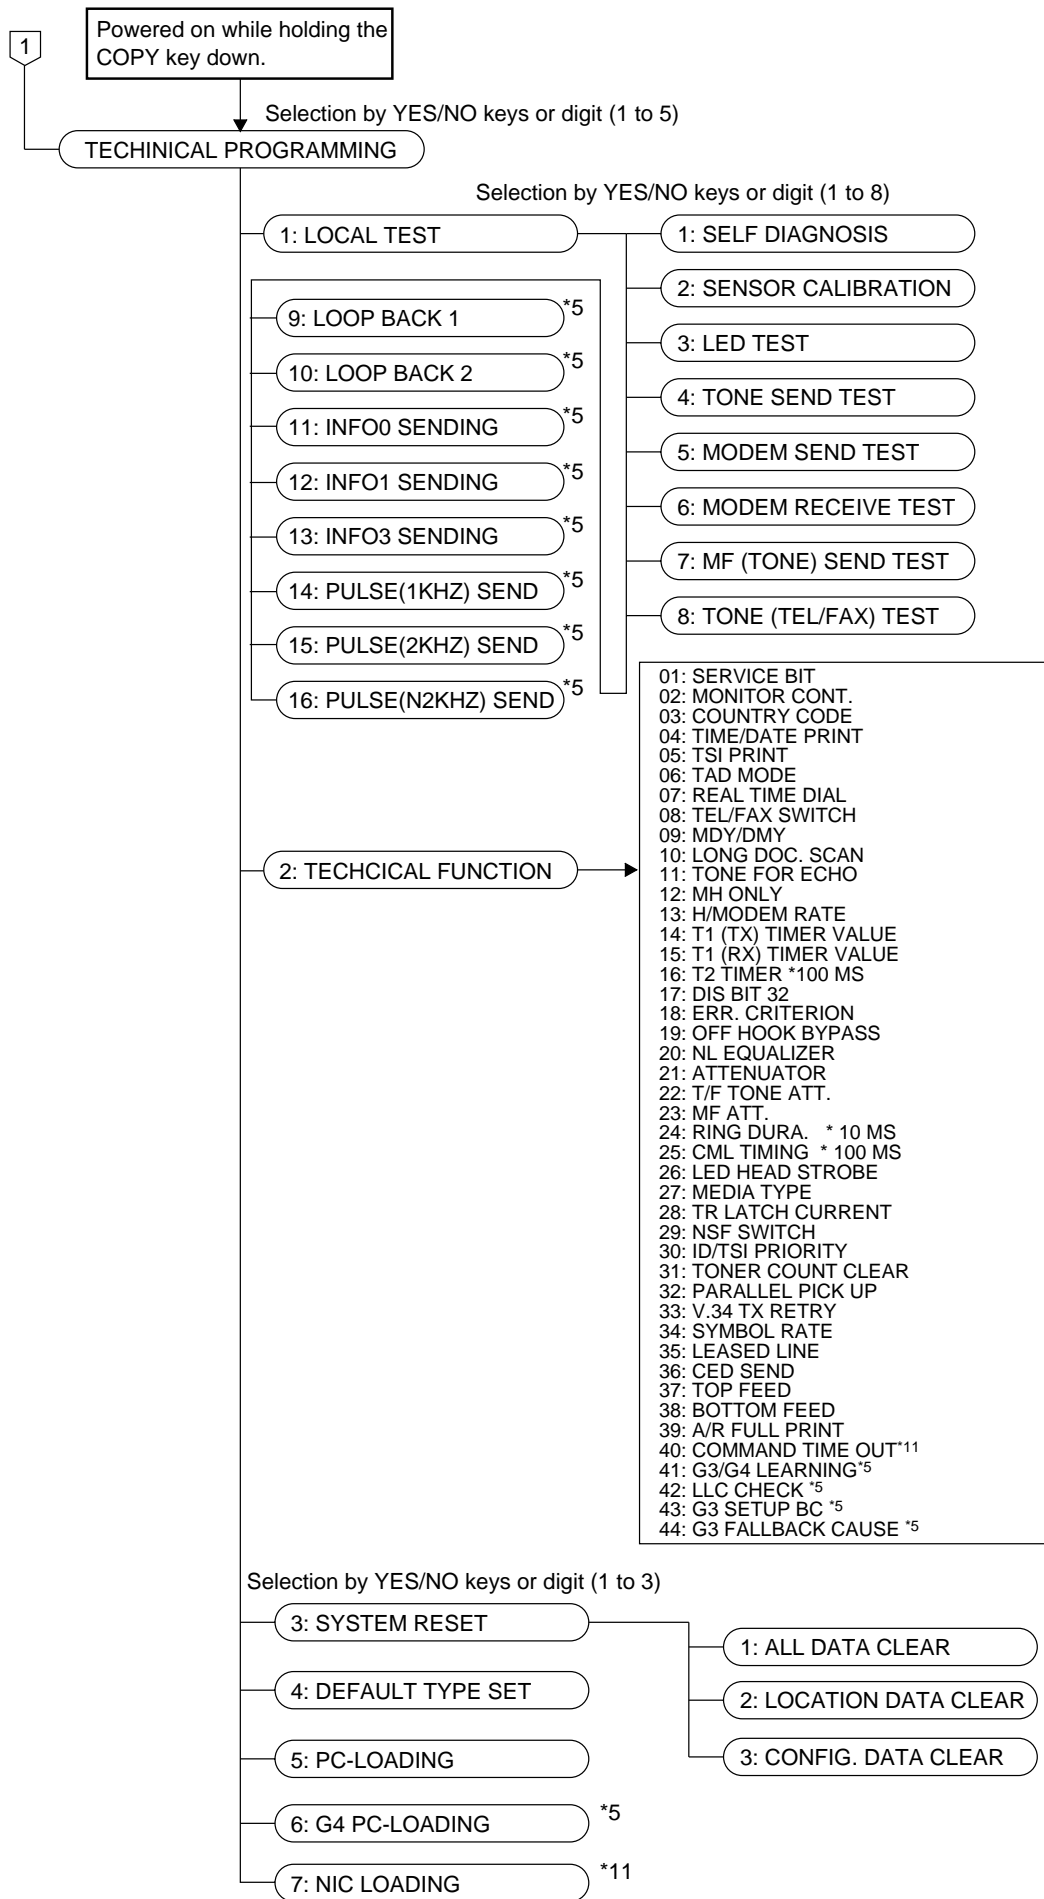 1
Powered on while holding the
COPY key down.
Selection by YES/NO keys or digit (1 to 5)
TECHINICAL PROGRAMMING
Selection by YES/NO keys or digit (1 to 8)
1: LOCAL TEST
1: SELF DIAGNOSIS
2: SENSOR CALIBRATION
3: LED TEST
4: TONE SEND TEST
5: MODEM SEND TEST
6: MODEM RECEIVE TEST
7: MF (TONE) SEND TEST
8: TONE (TEL/FAX) TEST
9: LOOP BACK 1 *5
10: LOOP BACK 2 *5
11: INFO0 SENDING *5
12: INFO1 SENDING *5
13: INFO3 SENDING *5
14: PULSE(1KHZ) SEND *5
15: PULSE(2KHZ) SEND *5
16: PULSE(N2KHZ) SEND *5
2: TECHCICAL FUNCTION
01: SERVICE BIT
02: MONITOR CONT.
03: COUNTRY CODE
04: TIME/DATE PRINT
05: TSI PRINT
06: TAD MODE
07: REAL TIME DIAL
08: TEL/FAX SWITCH
09: MDY/DMY
10: LONG DOC. SCAN
11: TONE FOR ECHO
12: MH ONLY
13: H/MODEM RATE
14: T1 (TX) TIMER VALUE
15: T1 (RX) TIMER VALUE
16: T2 TIMER *100 MS
17: DIS BIT 32
18: ERR. CRITERION
19: OFF HOOK BYPASS
20: NL EQUALIZER
21: ATTENUATOR
22: T/F TONE ATT.
23: MF ATT.
24: RING DURA. * 10 MS
25: CML TIMING * 100 MS
26: LED HEAD STROBE
27: MEDIA TYPE
28: TR LATCH CURRENT
29: NSF SWITCH
30: ID/TSI PRIORITY
31: TONER COUNT CLEAR
32: PARALLEL PICK UP
33: V.34 TX RETRY
34: SYMBOL RATE
35: LEASED LINE
36: CED SEND
37: TOP FEED
38: BOTTOM FEED
39: A/R FULL PRINT
40: COMMAND TIME OUT*11
41: G3/G4 LEARNING*5
42: LLC CHECK *5
43: G3 SETUP BC *5
44: G3 FALLBACK CAUSE *5
Selection by YES/NO keys or digit (1 to 3)
3: SYSTEM RESET
1: ALL DATA CLEAR
2: LOCATION DATA CLEAR
3: CONFIG. DATA CLEAR
4: DEFAULT TYPE SET
5: PC-LOADING
6: G4 PC-LOADING *5
7: NIC LOADING *11